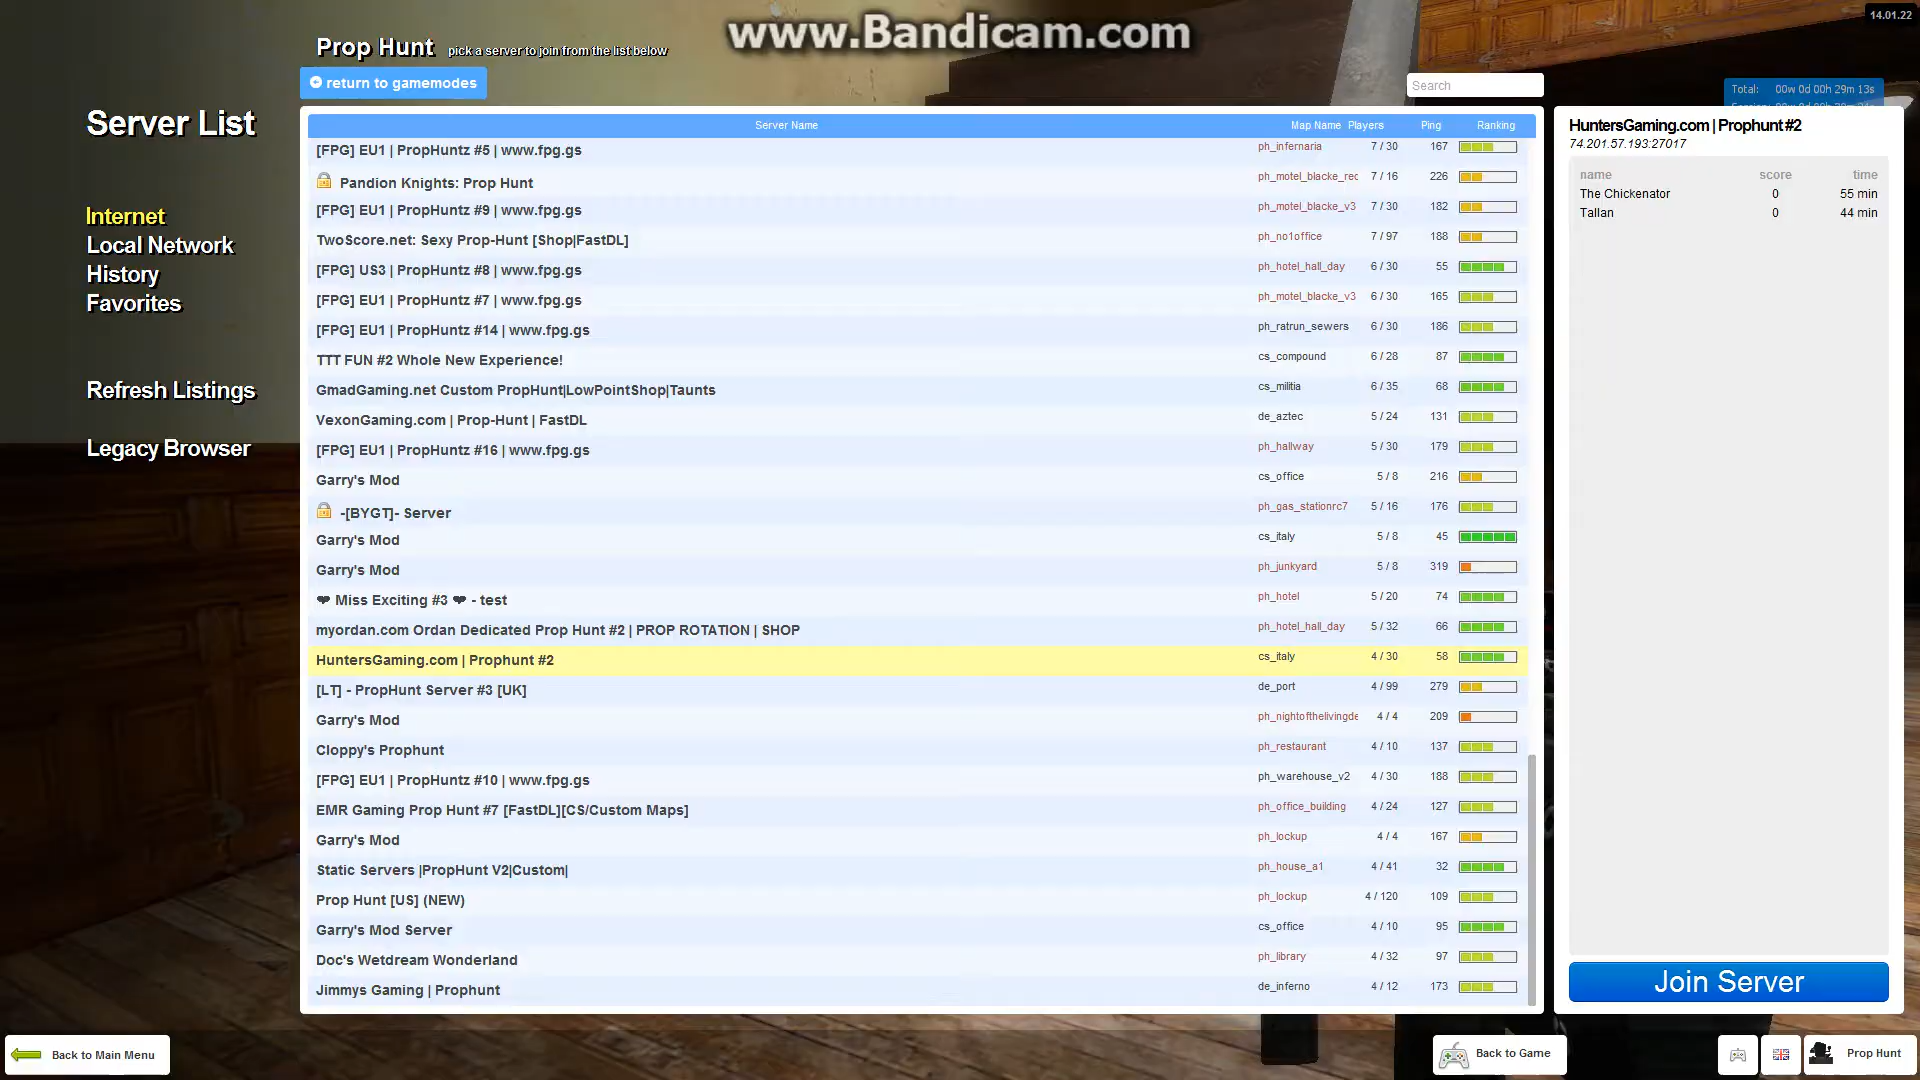 www.Bandicam.com
14.01.22
Prop Hunt pick a server to join from the list below
return to gamemodes
Search
Total: 00w 0d 00h 29m 13s
Server List
Internet
Local Network
History
Favorites
Refresh Listings
Legacy Browser
Server Name Map Name Players Ping Ranking
[FPG] EU1 | PropHuntz #5 | www.fpg.gs ph_infernaria 7 / 30 167
Pandion Knights: Prop Hunt ph_motel_blacke_rec 7 / 16 226
[FPG] EU1 | PropHuntz #9 | www.fpg.gs ph_motel_blacke_v3 7 / 30 182
TwoScore.net: Sexy Prop-Hunt [Shop|FastDL] ph_no1office 7 / 97 188
[FPG] US3 | PropHuntz #8 | www.fpg.gs ph_hotel_hall_day 6 / 30 55
[FPG] EU1 | PropHuntz #7 | www.fpg.gs ph_motel_blacke_v3 6 / 30 165
[FPG] EU1 | PropHuntz #14 | www.fpg.gs ph_ratrun_sewers 6 / 30 186
TTT FUN #2 Whole New Experience! cs_compound 6 / 28 87
GmadGaming.net Custom PropHunt|LowPointShop|Taunts cs_militia 6 / 35 68
VexonGaming.com | Prop-Hunt | FastDL de_aztec 5 / 24 131
[FPG] EU1 | PropHuntz #16 | www.fpg.gs ph_hallway 5 / 30 179
Garry's Mod cs_office 5 / 8 216
-[BYGT]- Server ph_gas_stationrc7 5 / 16 176
Garry's Mod cs_italy 5 / 8 45
Garry's Mod ph_junkyard 5 / 8 319
❤ Miss Exciting #3 ❤ - test ph_hotel 5 / 20 74
myordan.com Ordan Dedicated Prop Hunt #2 | PROP ROTATION | SHOP ph_hotel_hall_day 5 / 32 66
HuntersGaming.com | Prophunt #2 cs_italy 4 / 30 58
[LT] - PropHunt Server #3 [UK] de_port 4 / 99 279
Garry's Mod ph_nightofthelivingde 4 / 4 209
Cloppy's Prophunt ph_restaurant 4 / 10 137
[FPG] EU1 | PropHuntz #10 | www.fpg.gs ph_warehouse_v2 4 / 30 188
EMR Gaming Prop Hunt #7 [FastDL][CS/Custom Maps] ph_office_building 4 / 24 127
Garry's Mod ph_lockup 4 / 4 167
Static Servers |PropHunt V2|Custom| ph_house_a1 4 / 41 32
Prop Hunt [US] (NEW) ph_lockup 4 / 120 109
Garry's Mod Server cs_office 4 / 10 95
Doc's Wetdream Wonderland ph_library 4 / 32 97
Jimmys Gaming | Prophunt de_inferno 4 / 12 173
HuntersGaming.com | Prophunt #2
74.201.57.193:27017
name score time
The Chickenator 0 55 min
Tallan 0 44 min
Join Server
Back to Main Menu
Back to Game
Prop Hunt